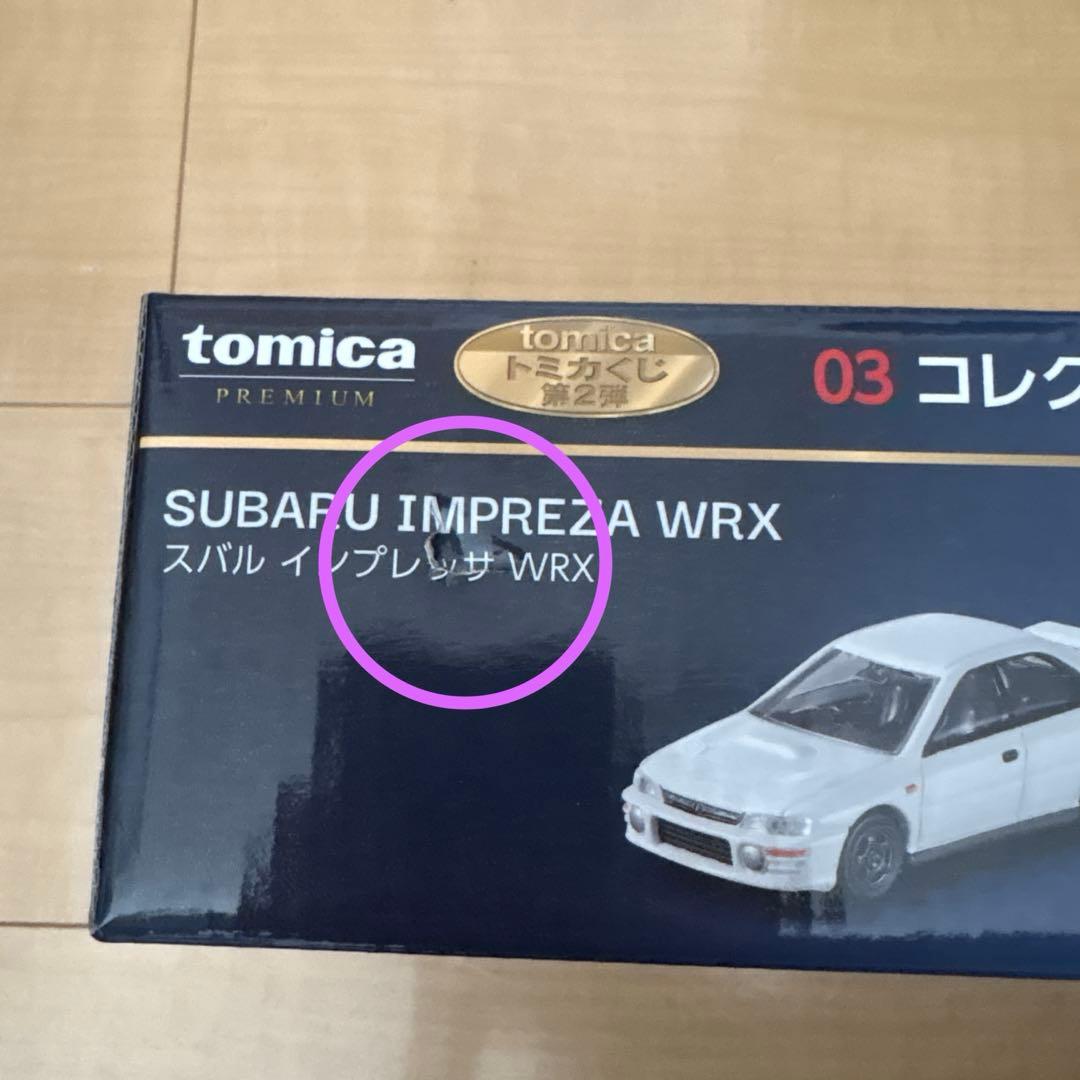 tomica
PREMIUM
tomica
トミカくじ
第2弾
03 コレク
SUBARU IMPREZA WRX
スバル インプレッサ WRX